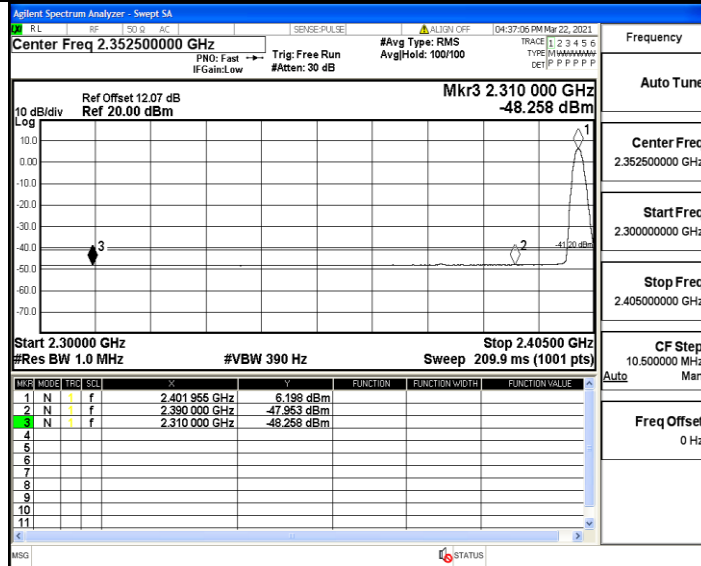 Agilent Spectrum Analyzer - Swept SA
RL RF 50 Ω AC SENSE:PULSE ALIGN OFF 04:37:06 PM Mar 22, 2021
Center Freq 2.352500000 GHz
PNO: Fast
IFGain:Low
Trig: Free Run
#Atten: 30 dB
#Avg Type: RMS
Avg|Hold: 100/100
TRACE 1 2 3 4 5 6
TYPE M
DET P P P P P P
Ref Offset 12.07 dB
10 dB/div Ref 20.00 dBm
Log
Mkr3 2.310 000 GHz
-48.258 dBm
10.0
0.00
-10.0
-20.0
-30.0
-40.0
-50.0
-60.0
-70.0
1
2
3
-41.20 dBm
Start 2.30000 GHz Stop 2.40500 GHz
#Res BW 1.0 MHz #VBW 390 Hz Sweep 209.9 ms (1001 pts)
MKR MODE TRC SCL X Y FUNCTION FUNCTION WIDTH FUNCTION VALUE
1 N 1 f 2.401 955 GHz 6.198 dBm
2 N 1 f 2.390 000 GHz -47.953 dBm
3 N 1 f 2.310 000 GHz -48.258 dBm
4
5
6
7
8
9
10
11
MSG STATUS
Frequency
Auto Tune
Center Freq
2.352500000 GHz
Start Freq
2.300000000 GHz
Stop Freq
2.405000000 GHz
CF Step
10.500000 MHz
Auto Man
Freq Offset
0 Hz